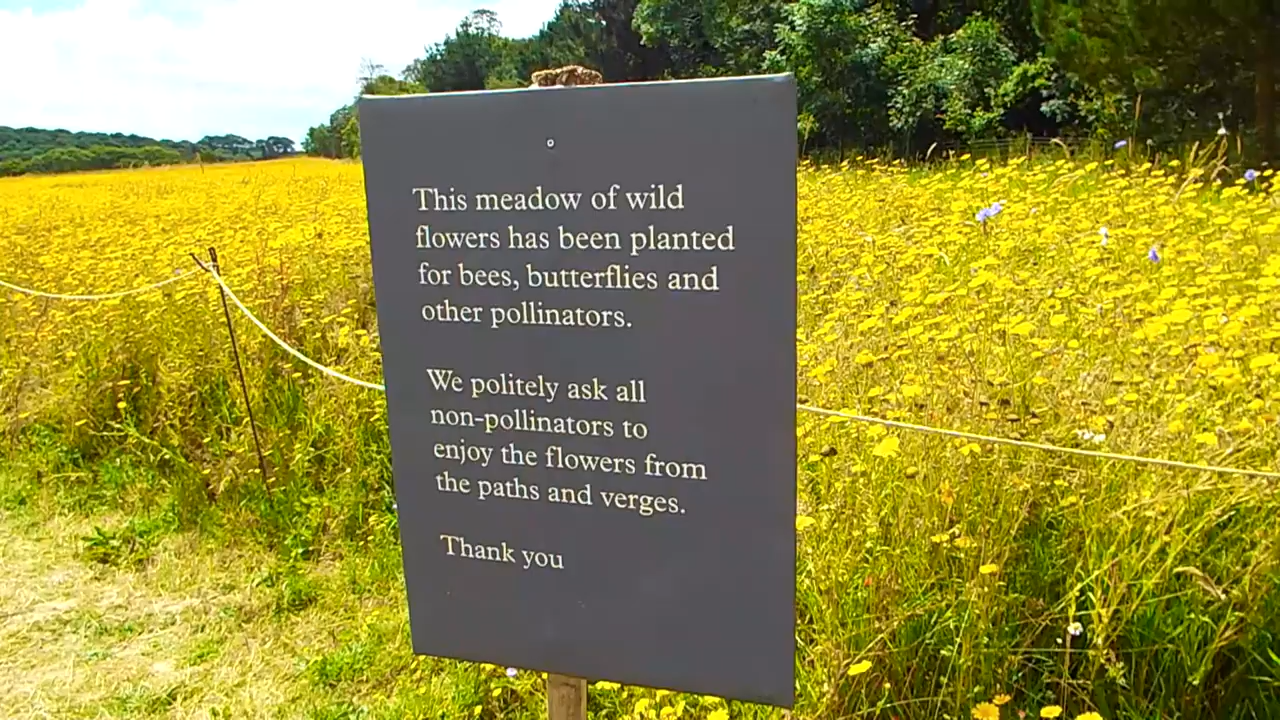 This meadow of wild
flowers has been planted
for bees, butterflies and
other pollinators.
We politely ask all
non-pollinators to
enjoy the flowers from
the paths and verges.
Thank you